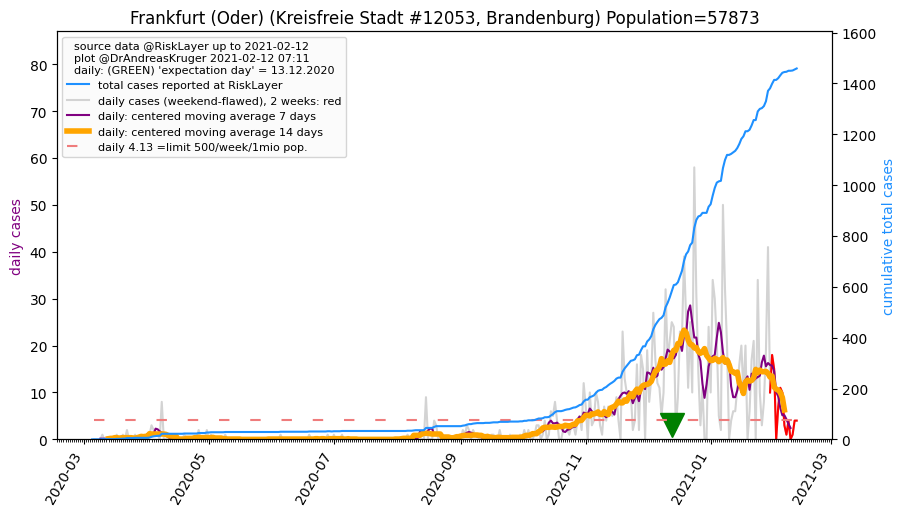 Frankfurt (Oder) (Kreisfreie Stadt #12053, Brandenburg) Population=57873
source data @RiskLayer up to 2021-02-12
plot @DrAndreasKruger 2021-02-12 07:11
daily: (GREEN) 'expectation day' = 13.12.2020
total cases reported at RiskLayer
daily cases (weekend-flawed), 2 weeks: red
daily: centered moving average 7 days
daily: centered moving average 14 days
daily 4.13 =limit 500/week/1mio pop.
daily cases
80
70
60
50
40
30
20
10
0
cumulative total cases
1600
1400
1200
1000
800
600
400
200
0
2020-03
2020-05
2020-07
2020-09
2020-11
2021-01
2021-03